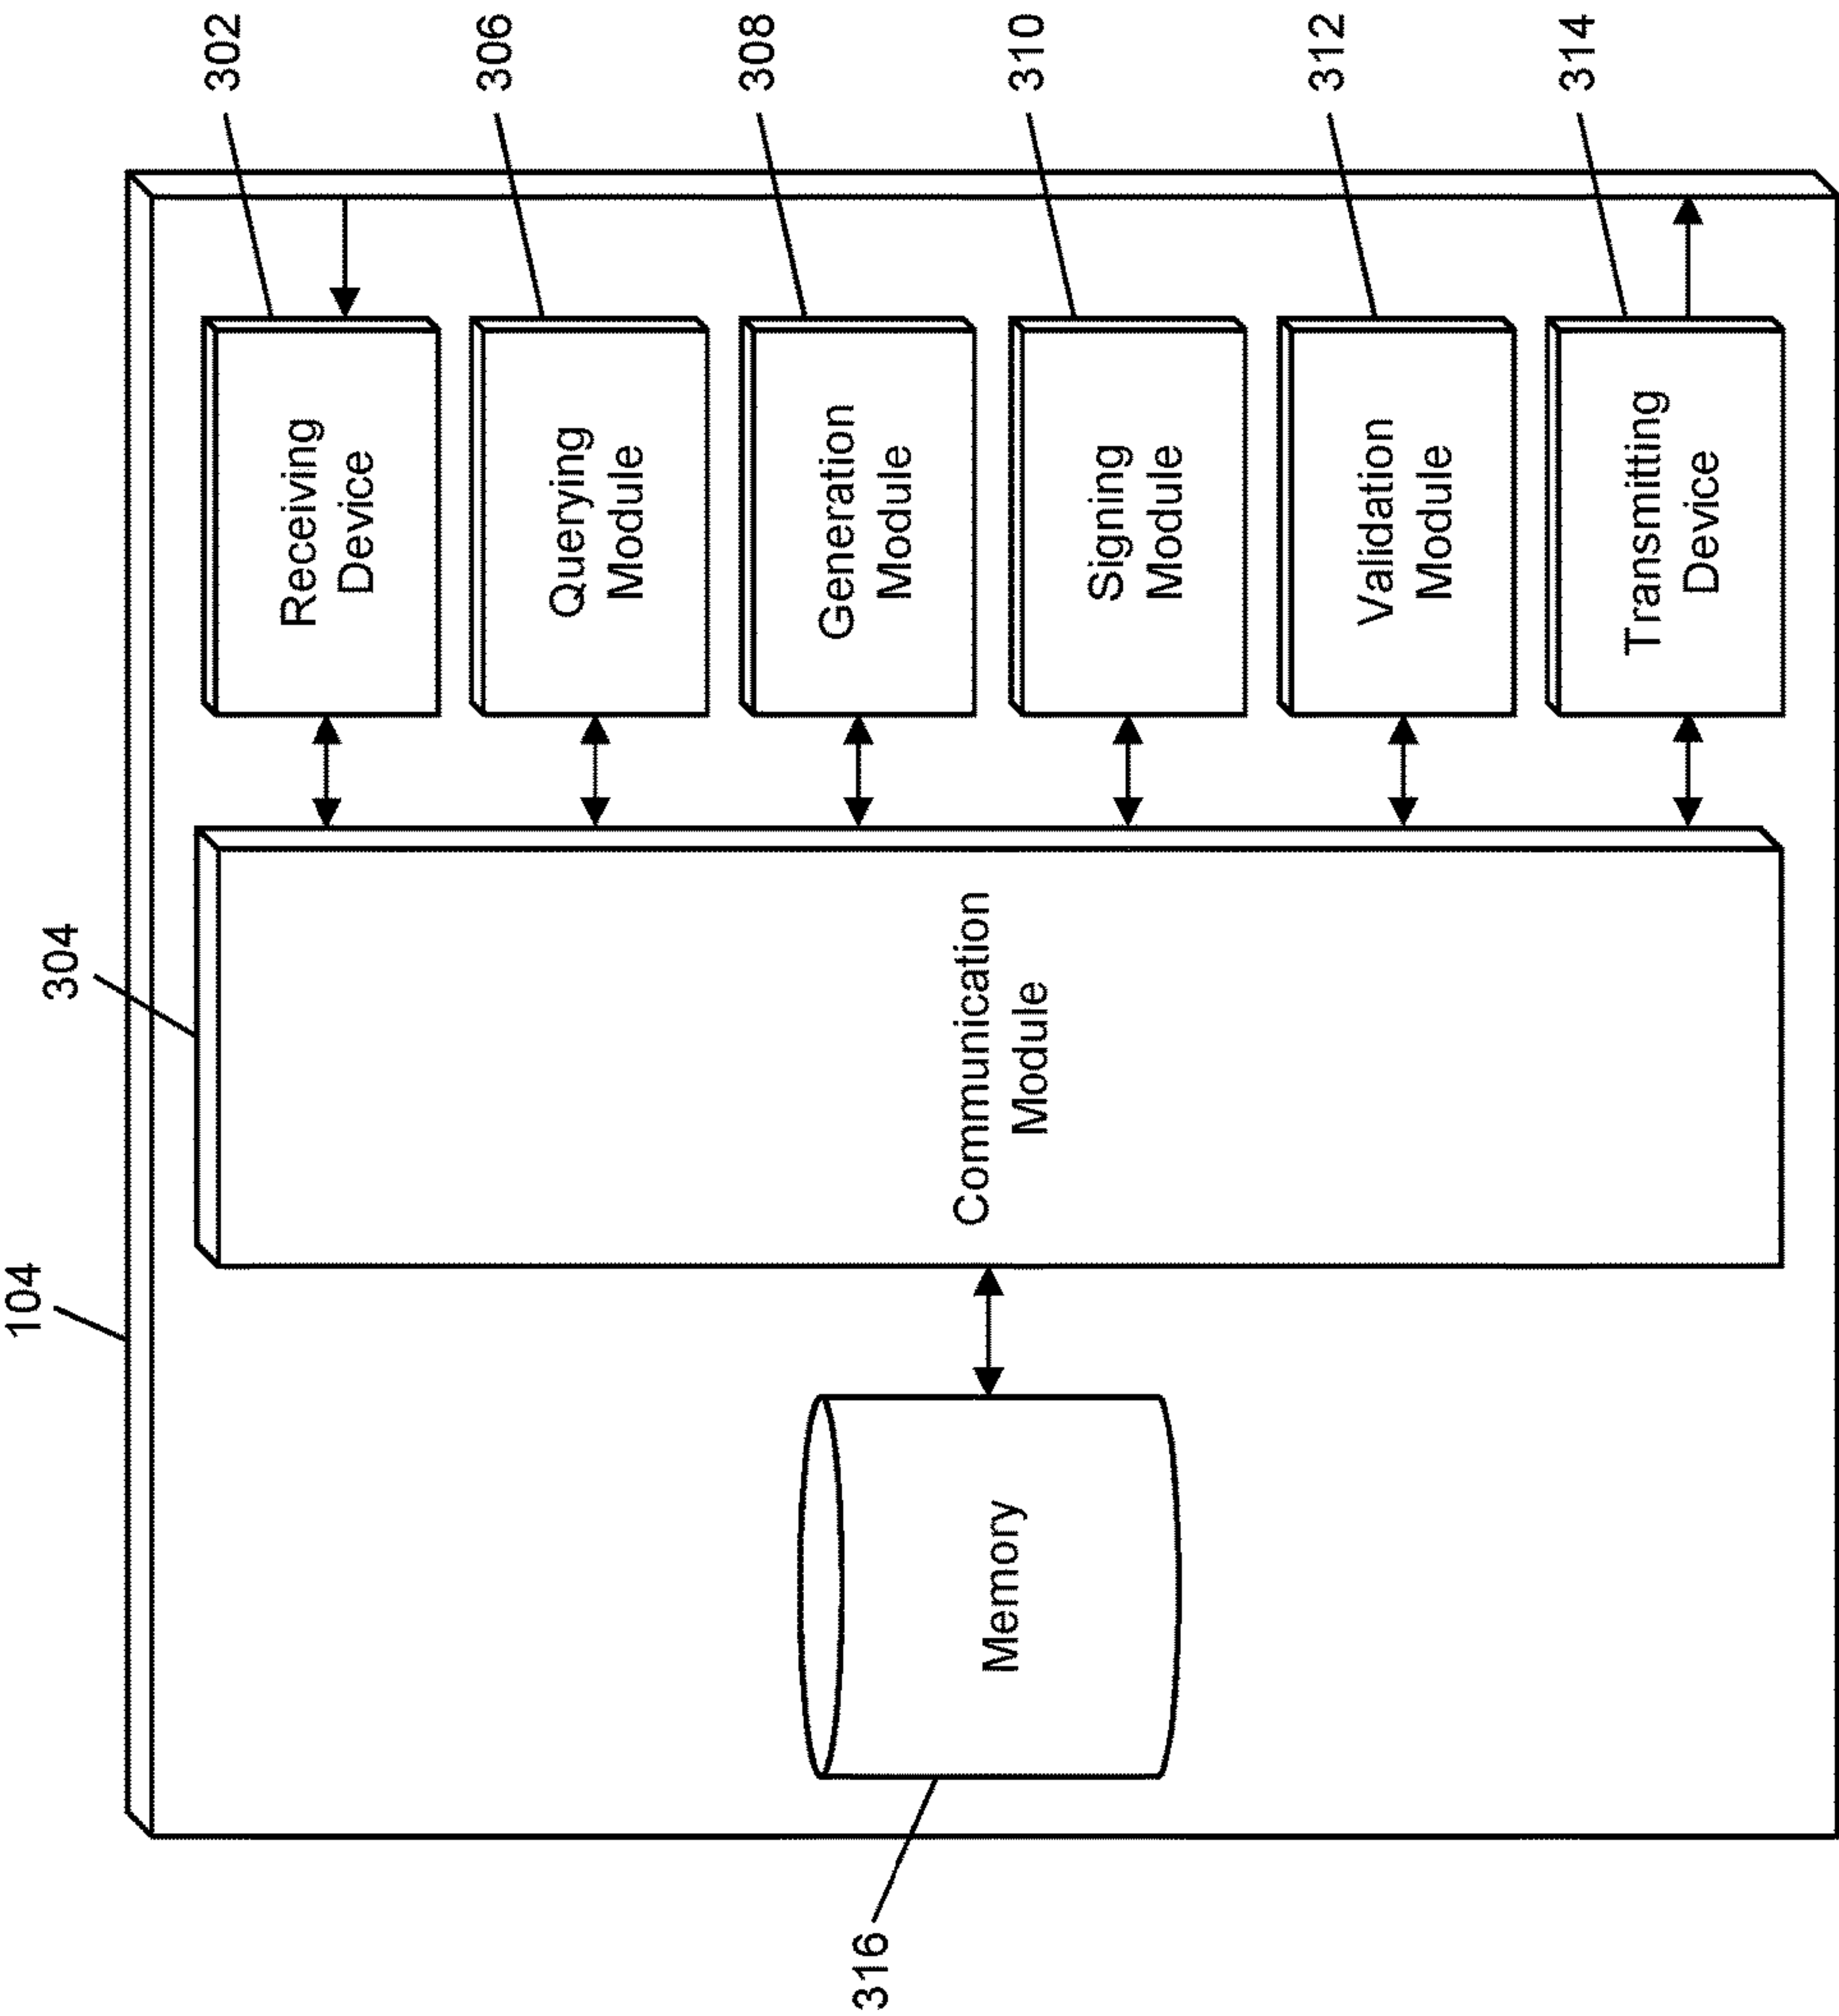 104
304
302
Receiving
Device
306
Querying
Module
308
Generation
Module
310
Signing
Module
312
Validation
Module
314
Transmitting
Device
Communication
Module
Memory
316